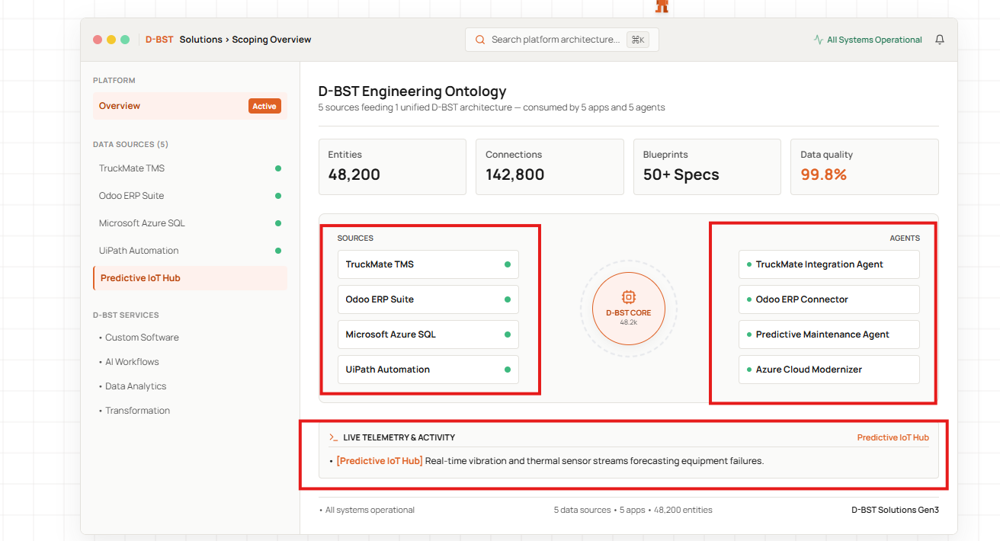 D-BST Solutions › Scoping Overview
Search platform architecture... ⌘K
All Systems Operational
PLATFORM
Overview Active
DATA SOURCES (5)
TruckMate TMS
Odoo ERP Suite
Microsoft Azure SQL
UiPath Automation
Predictive IoT Hub
D-BST SERVICES
• Custom Software
• AI Workflows
• Data Analytics
• Transformation
D-BST Engineering Ontology
5 sources feeding 1 unified D-BST architecture — consumed by 5 apps and 5 agents
Entities
48,200
Connections
142,800
Blueprints
50+ Specs
Data quality
99.8%
SOURCES
TruckMate TMS
Odoo ERP Suite
Microsoft Azure SQL
UiPath Automation
D-BST CORE
48.2k
AGENTS
TruckMate Integration Agent
Odoo ERP Connector
Predictive Maintenance Agent
Azure Cloud Modernizer
LIVE TELEMETRY & ACTIVITY Predictive IoT Hub
• [Predictive IoT Hub] Real-time vibration and thermal sensor streams forecasting equipment failures.
• All systems operational 5 data sources • 5 apps • 48,200 entities D-BST Solutions Gen3